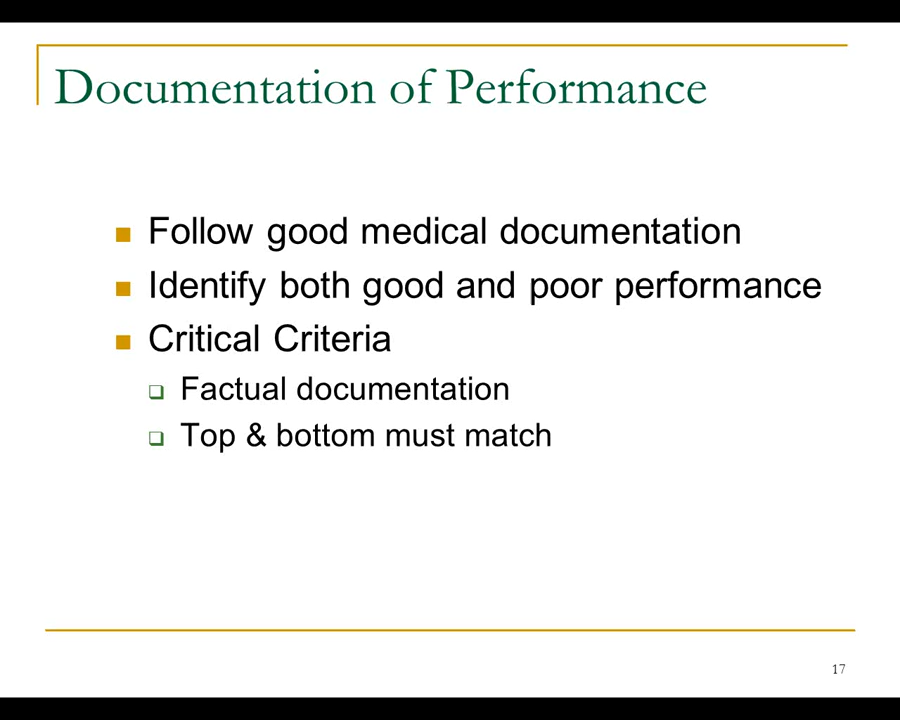 Documentation of Performance
Follow good medical documentation
Identify both good and poor performance
Critical Criteria
Factual documentation
Top & bottom must match
17